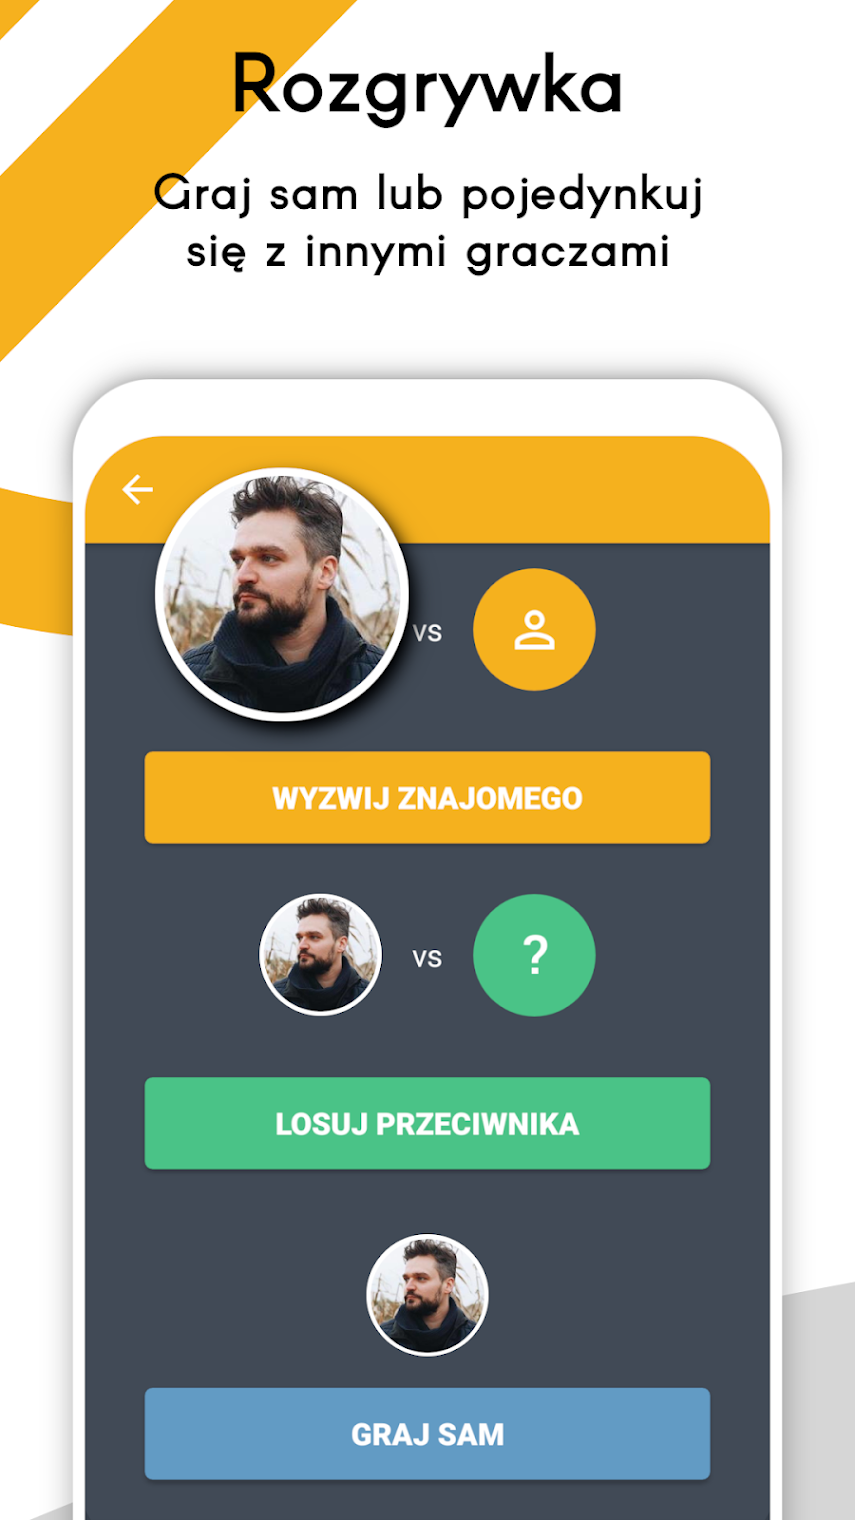 Rozgrywka
Graj sam lub pojedynkuj
się z innymi graczami
vs
WYZWIJ ZNAJOMEGO
vs
?
LOSUJ PRZECIWNIKA
GRAJ SAM